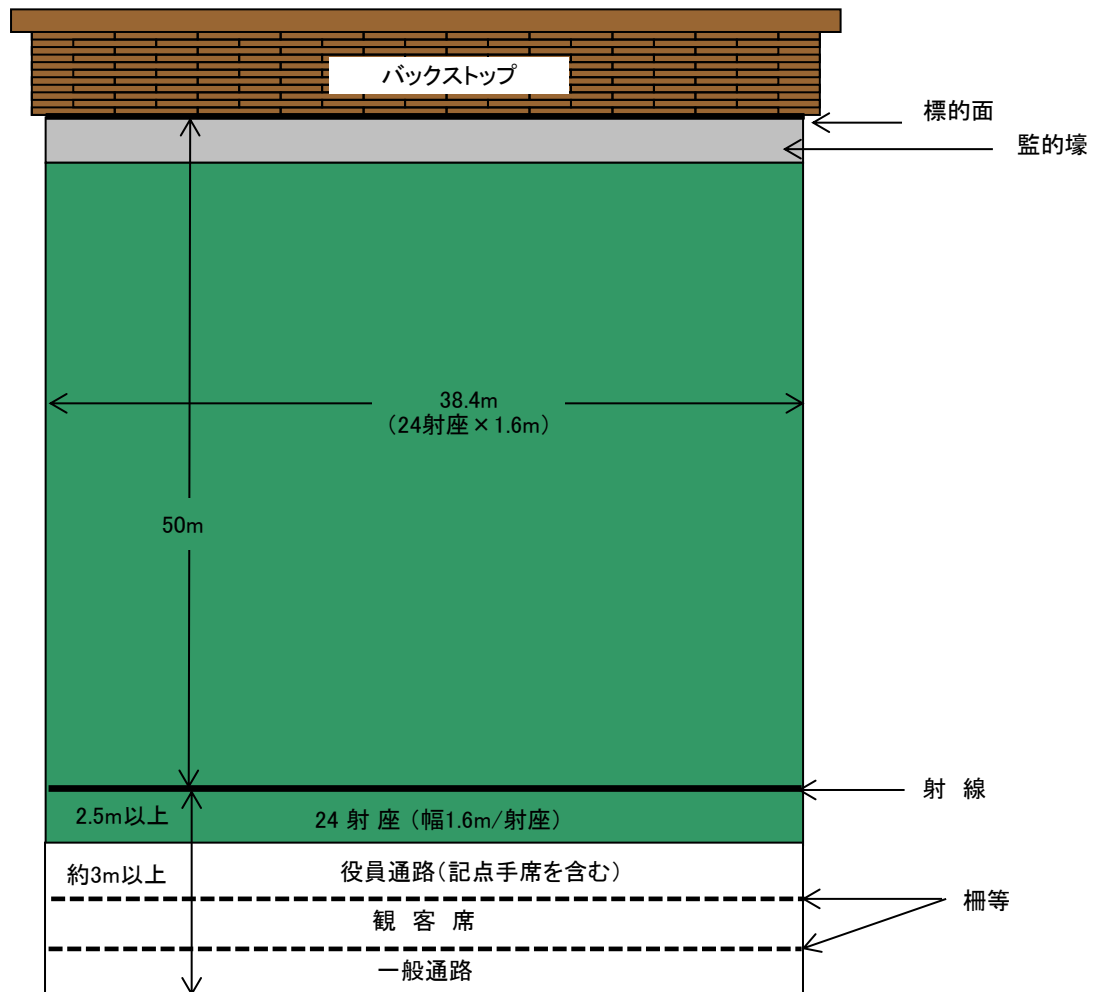 バックストップ
標的面
監的壕
38.4m
（24射座×1.6m）
50m
射 線
2.5m以上
24 射 座 （幅1.6m/射座）
約3m以上
役員通路（記点手席を含む）
柵等
観 客 席
一般通路